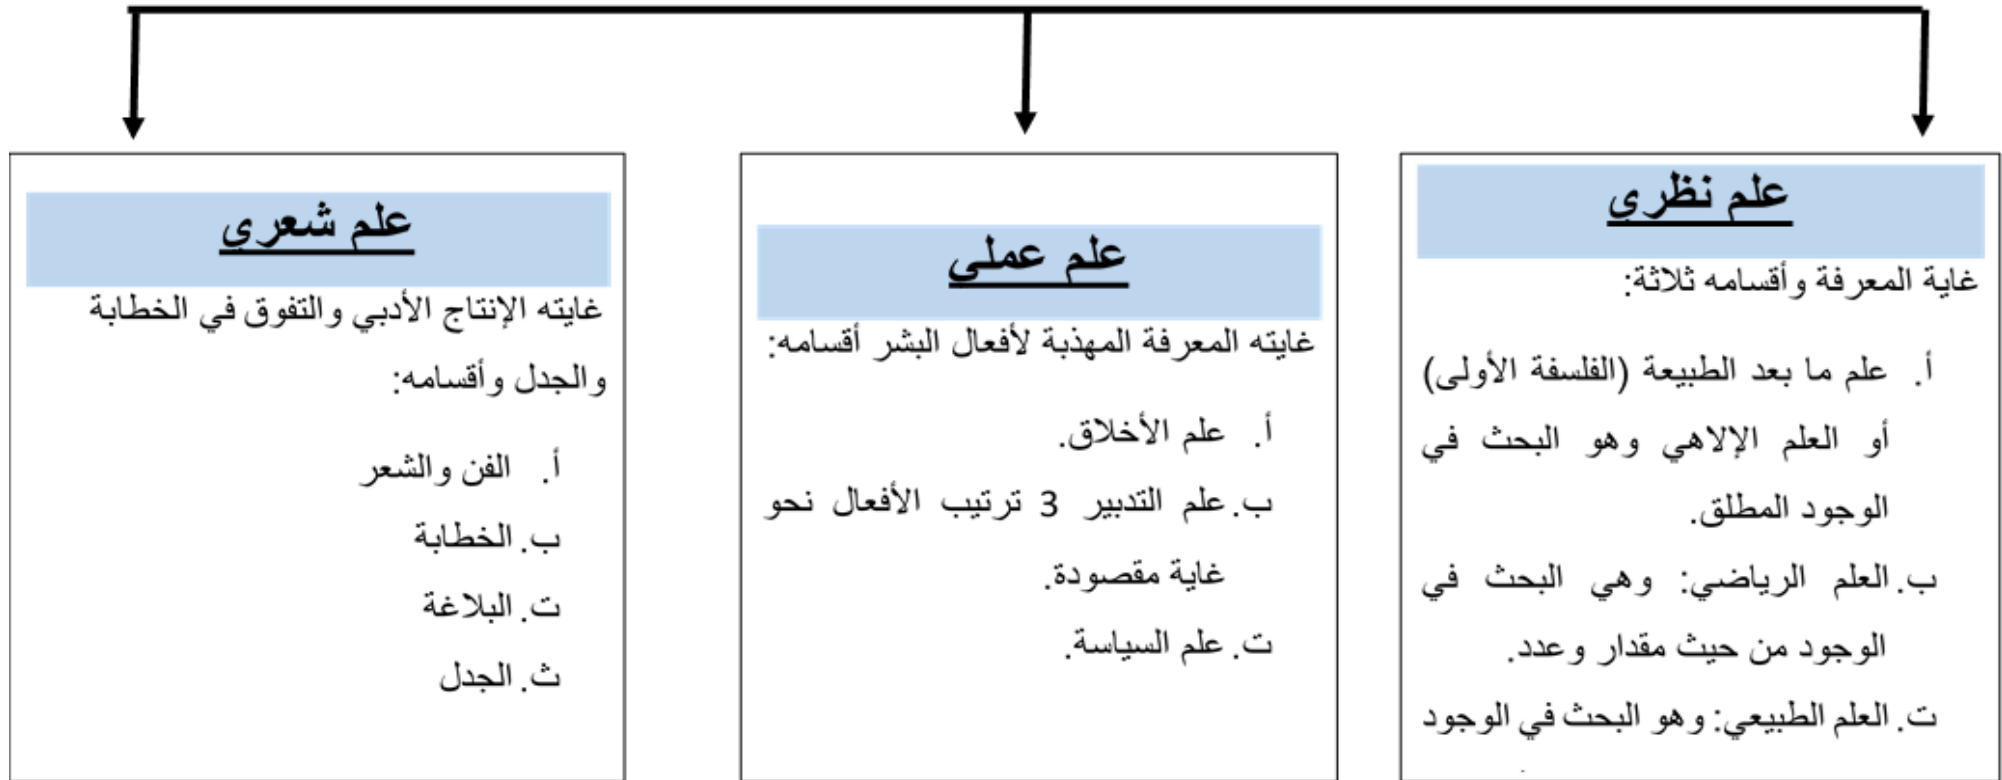 علم نظري
غاية المعرفة وأقسامه ثلاثة:
أ. علم ما بعد الطبيعة (الفلسفة الأولى)
أو العلم الإلاهي وهو البحث في
الوجود المطلق.
ب. العلم الرياضي: وهي البحث في
الوجود من حيث مقدار وعدد.
ت. العلم الطبيعي: وهو البحث في الوجود
علم عملي
غايته المعرفة المهذبة لأفعال البشر أقسامه:
أ. علم الأخلاق.
ب. علم التدبير 3 ترتيب الأفعال نحو
غاية مقصودة.
ت. علم السياسة.
علم شعري
غايته الإنتاج الأدبي والتفوق في الخطابة
والجدل وأقسامه:
أ. الفن والشعر
ب. الخطابة
ت. البلاغة
ث. الجدل